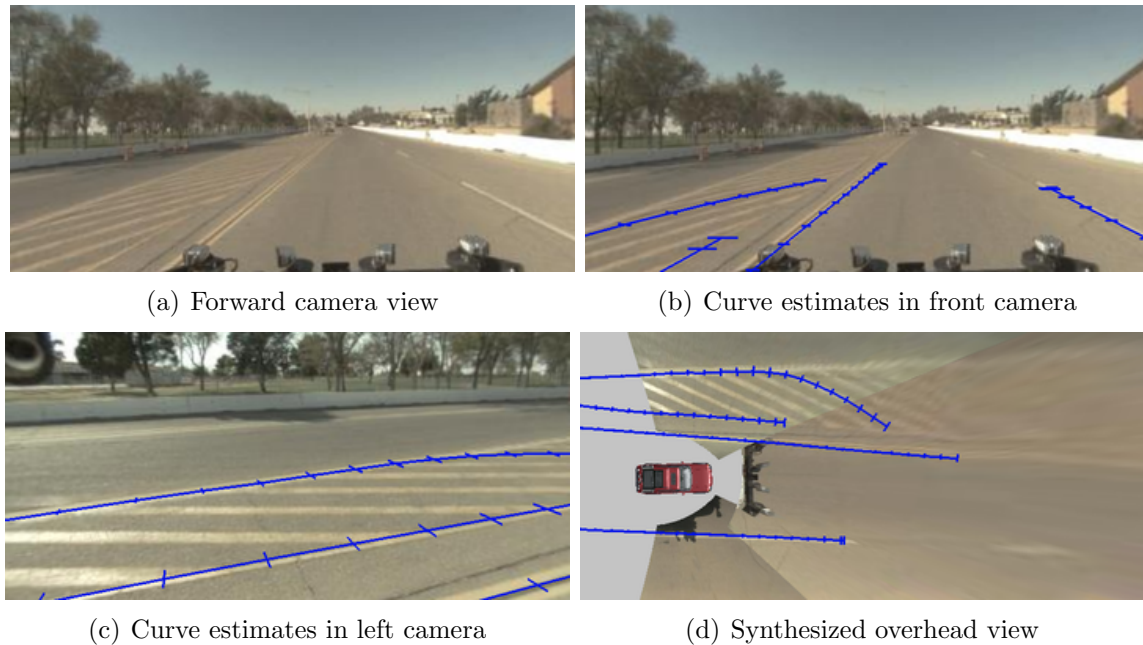 (a) Forward camera view
(b) Curve estimates in front camera
(c) Curve estimates in left camera
(d) Synthesized overhead view